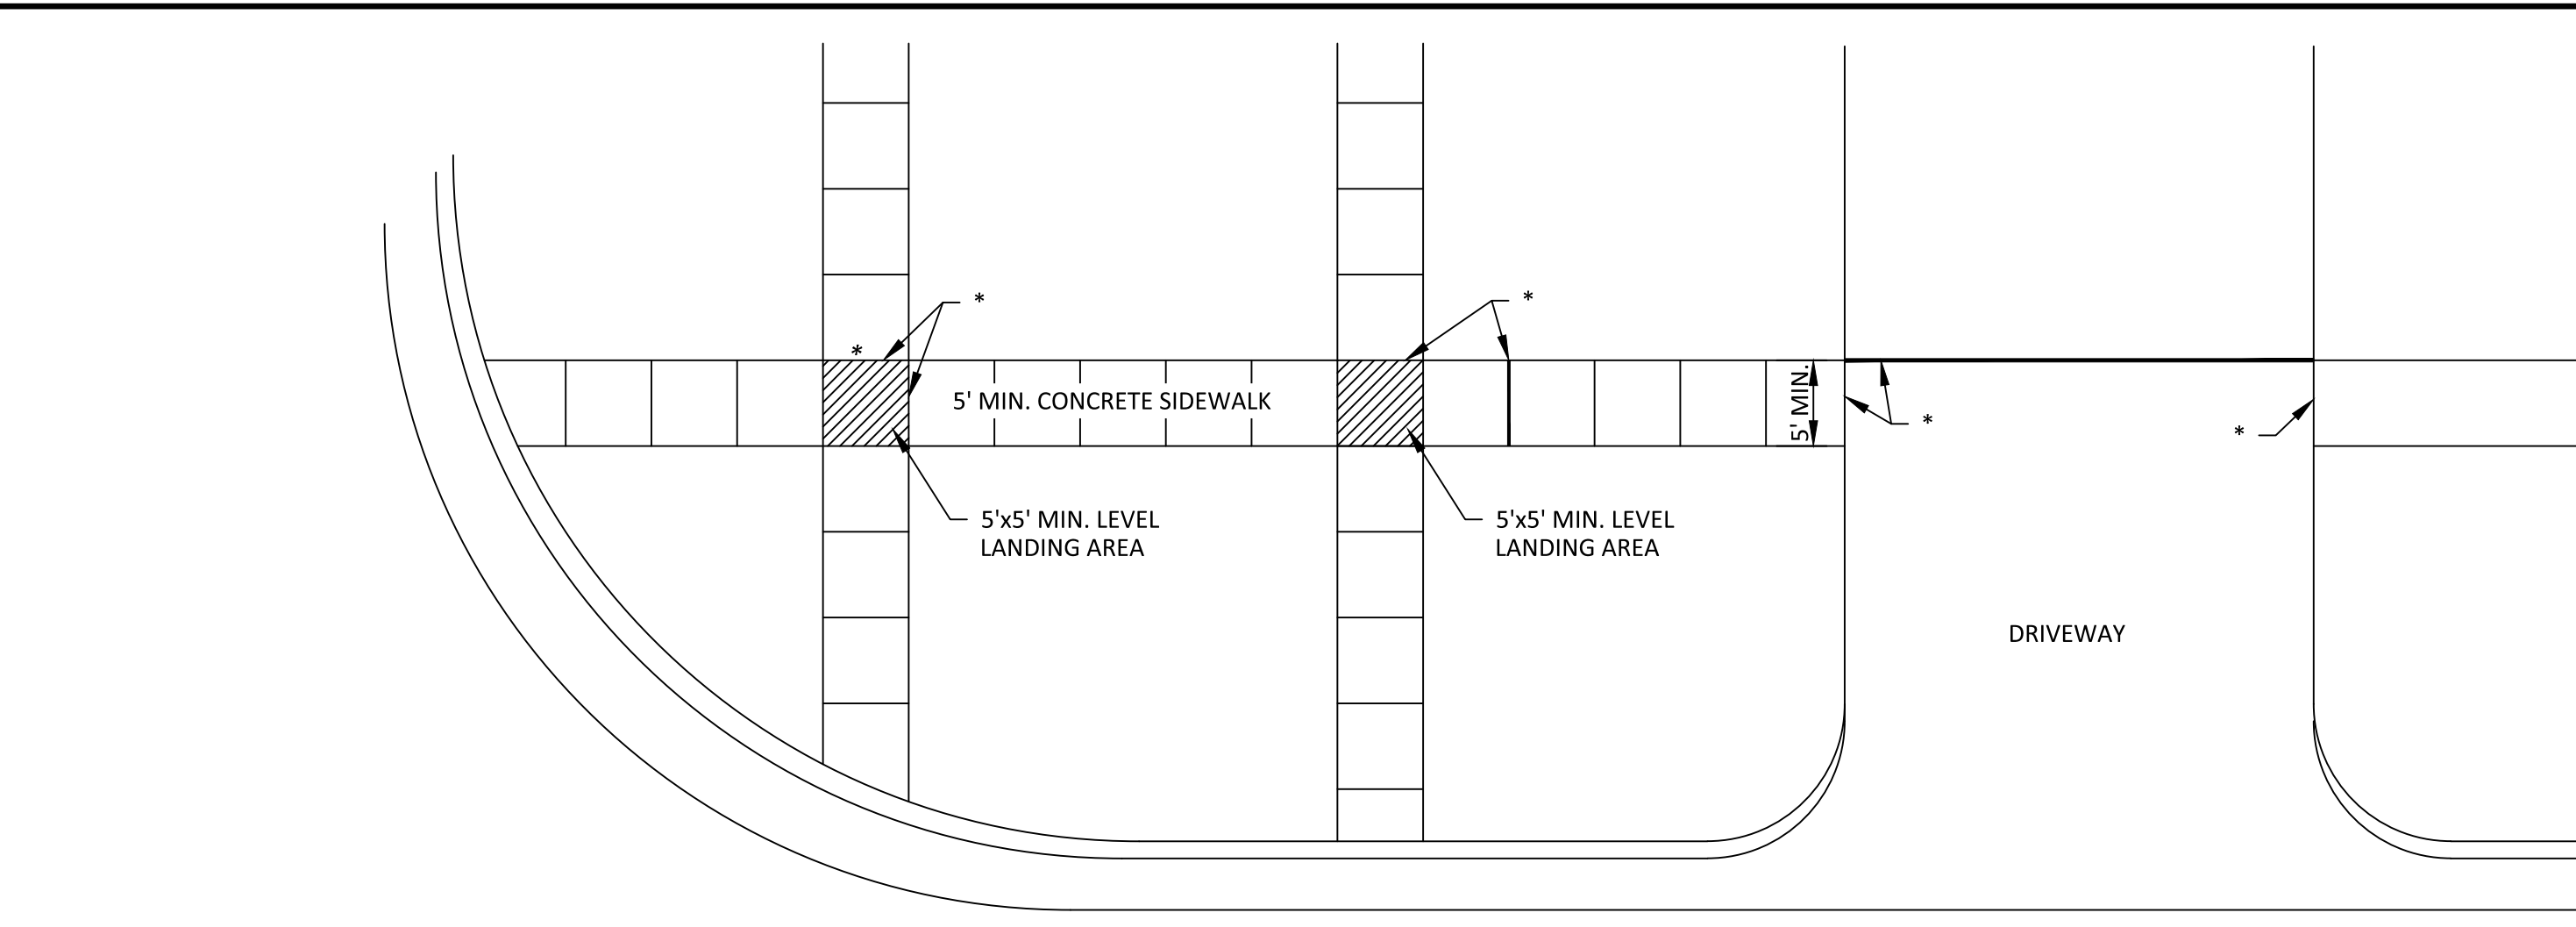 *
*
*
5' MIN. CONCRETE SIDEWALK
5' MIN.
*
*
5'x5' MIN. LEVEL
LANDING AREA
5'x5' MIN. LEVEL
LANDING AREA
DRIVEWAY